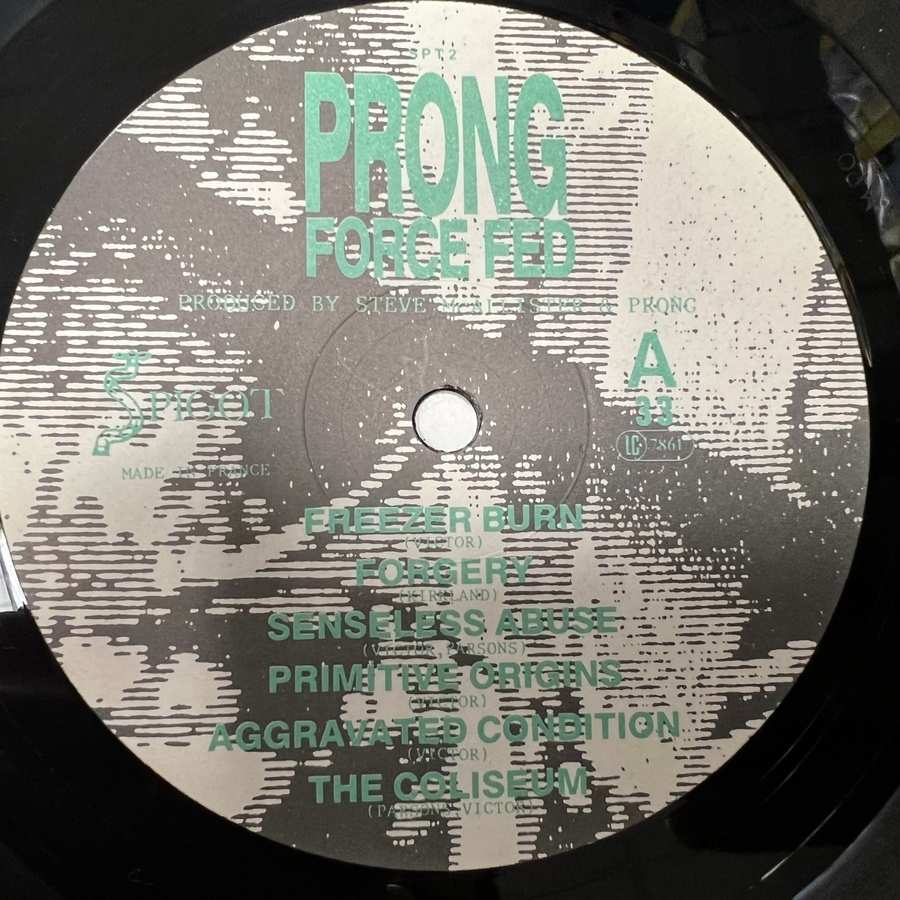 SPT2
PRONG
FORCE FED
PRODUCED BY STEVE McALLISTER & PRONG
A
33
SPIGOT
LC 7861
MADE IN FRANCE
FREEZER BURN
(VICTOR)
FORGERY
(KIRKLAND)
SENSELESS ABUSE
(VICTOR, PARSONS)
PRIMITIVE ORIGINS
(VICTOR)
AGGRAVATED CONDITION
(VICTOR)
THE COLISEUM
(PARSONS, VICTOR)